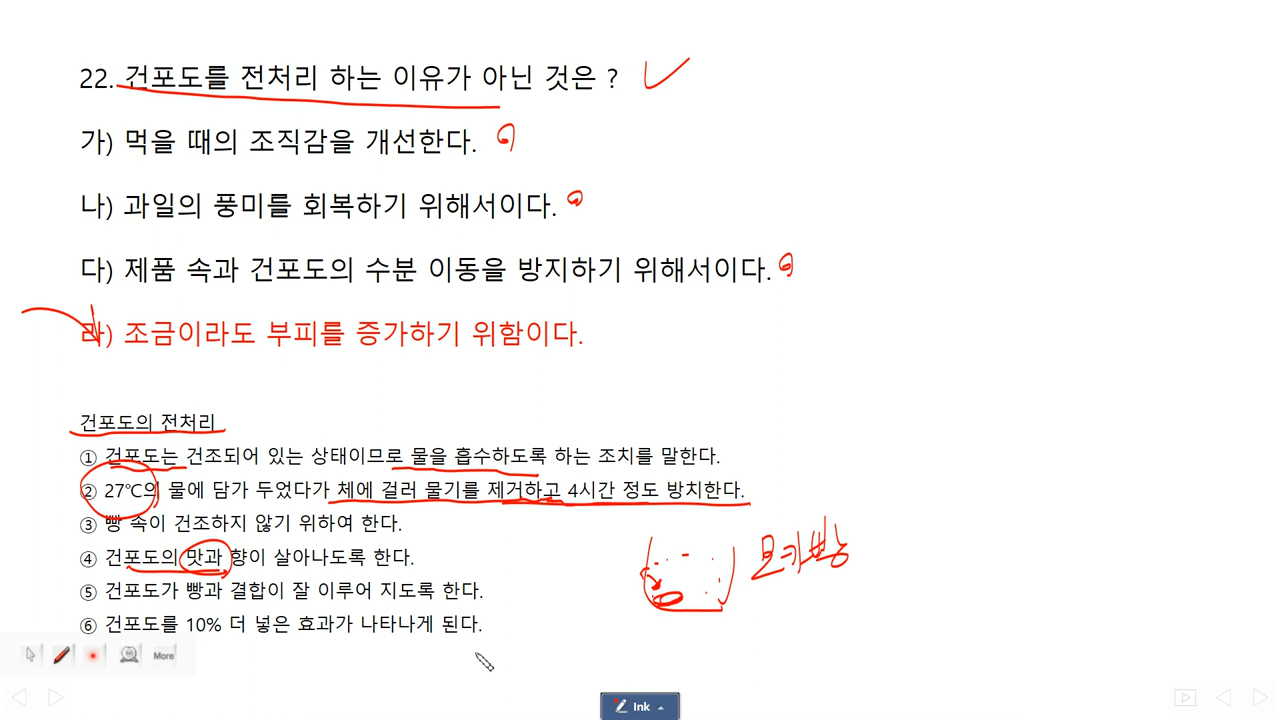 22. 건포도를 전처리 하는 이유가 아닌 것은 ?
가) 먹을 때의 조직감을 개선한다.
나) 과일의 풍미를 회복하기 위해서이다.
다) 제품 속과 건포도의 수분 이동을 방지하기 위해서이다.
라) 조금이라도 부피를 증가하기 위함이다.
건포도의 전처리
① 건포도는 건조되어 있는 상태이므로 물을 흡수하도록 하는 조치를 말한다.
② 27℃의 물에 담가 두었다가 체에 걸러 물기를 제거하고 4시간 정도 방치한다.
③ 빵 속이 건조하지 않기 위하여 한다.
④ 건포도의 맛과 향이 살아나도록 한다.
모카빵
⑤ 건포도가 빵과 결합이 잘 이루어 지도록 한다.
⑥ 건포도를 10% 더 넣은 효과가 나타나게 된다.
More
Ink